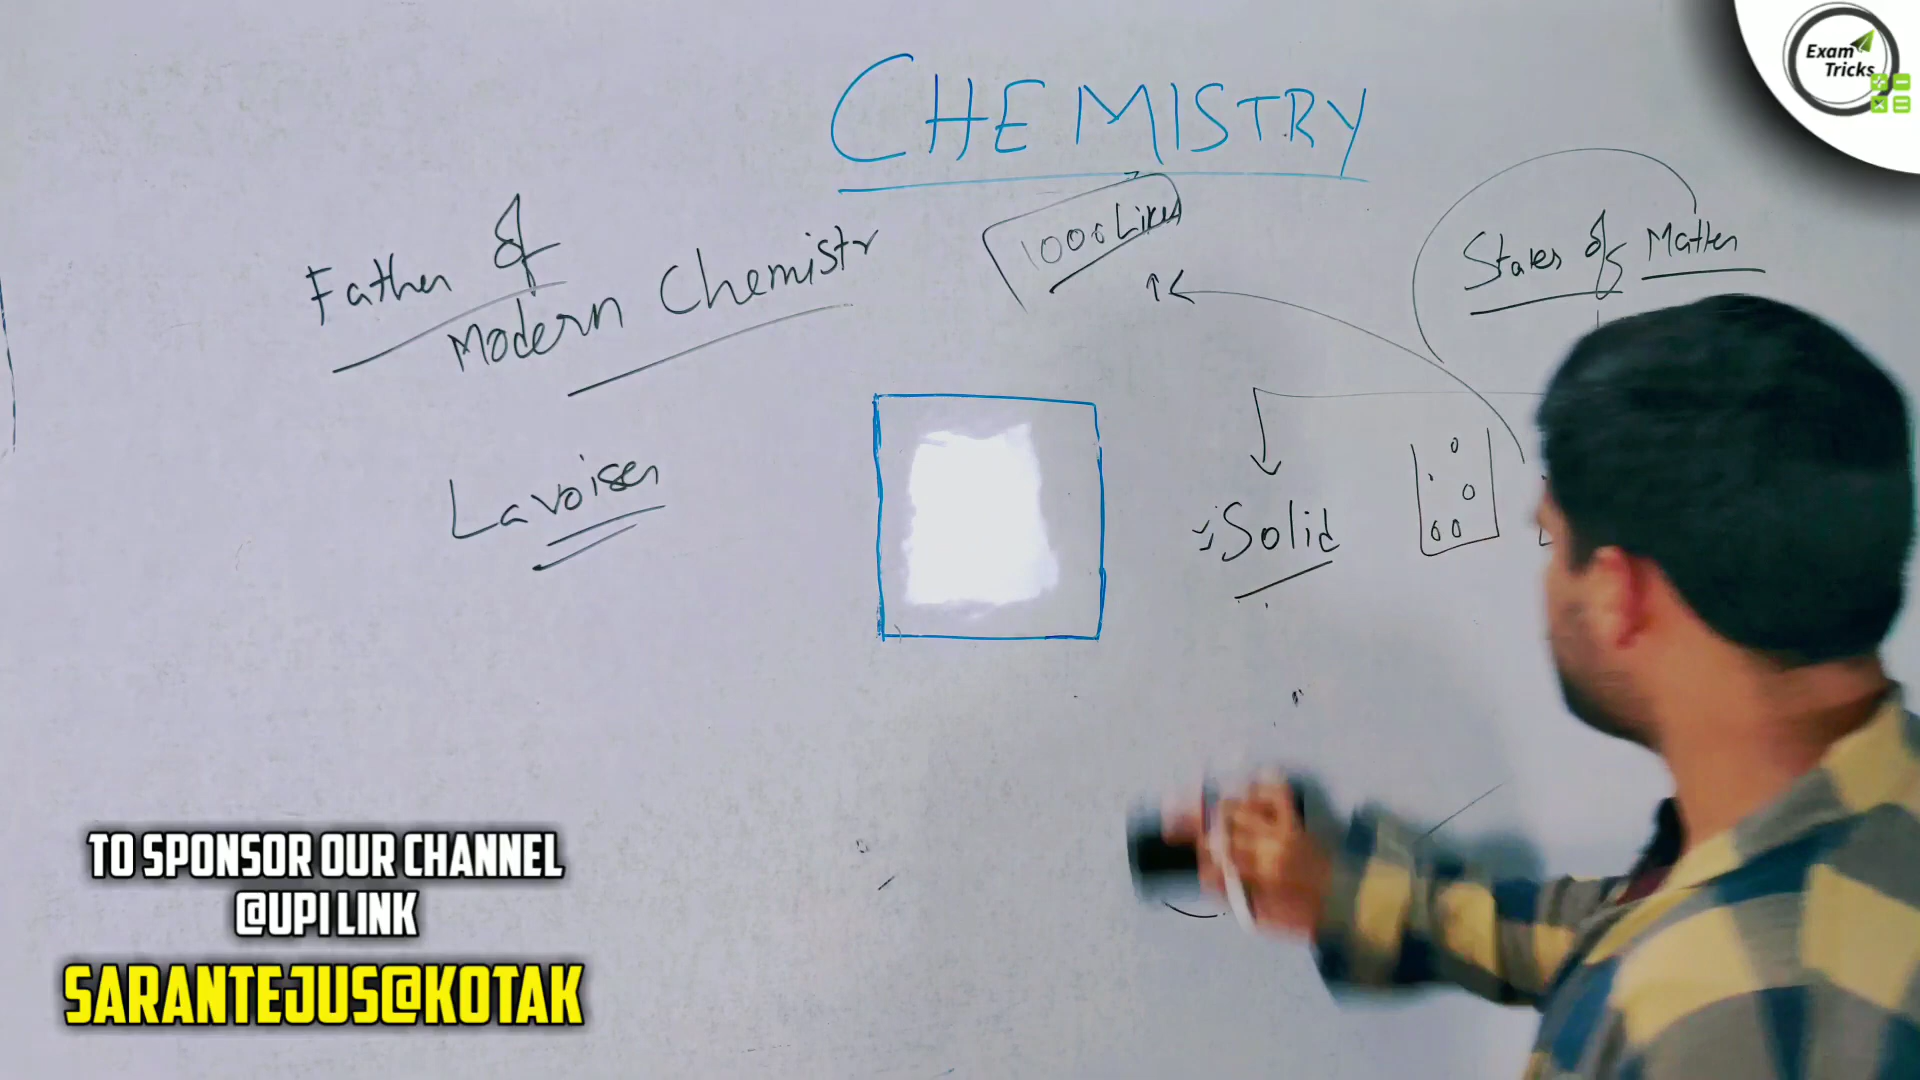 CHEMISTRY
Father of
Modern Chemistr
Lavoiser
1000 Likes
States of Matter
Solid
Exam
Tricks
TO SPONSOR OUR CHANNEL
@UPI LINK
SARANTEJUS@KOTAK